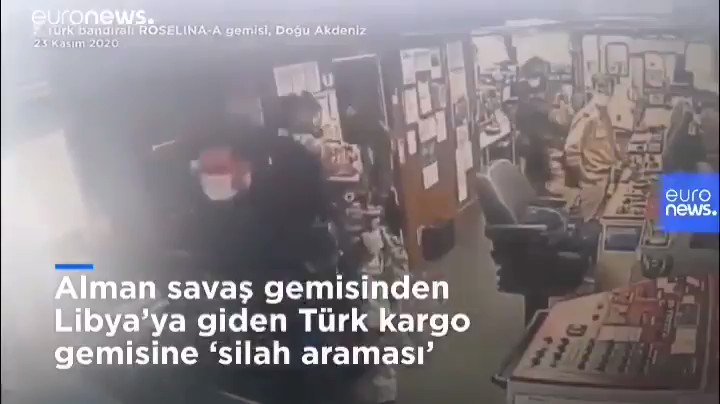 euronews.
Türk bandıralı ROSELINA-A gemisi, Doğu Akdeniz
23 Kasım 2020
euro
news.
Alman savaş gemisinden
Libya’ya giden Türk kargo
gemisine ‘silah araması’